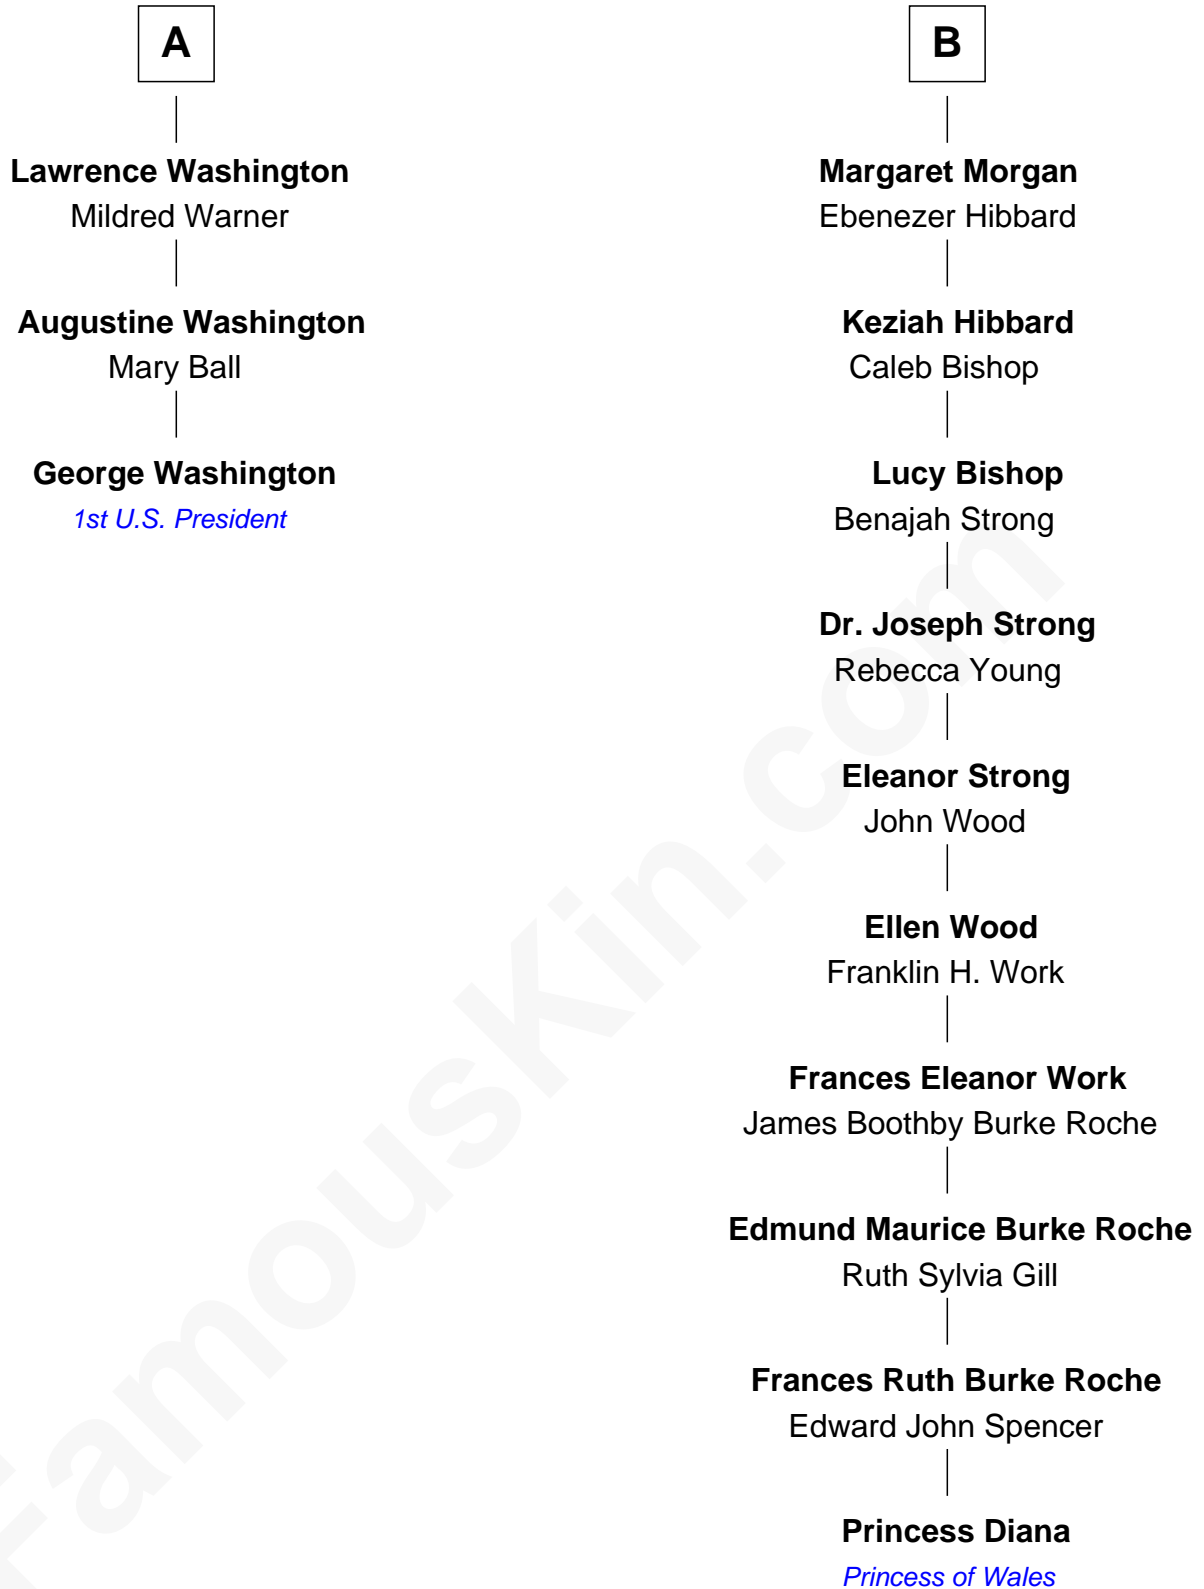 A
Lawrence Washington
Mildred Warner
Augustine Washington
Mary Ball
George Washington
1st U.S. President
B
Margaret Morgan
Ebenezer Hibbard
Keziah Hibbard
Caleb Bishop
Lucy Bishop
Benajah Strong
Dr. Joseph Strong
Rebecca Young
Eleanor Strong
John Wood
Ellen Wood
Franklin H. Work
Frances Eleanor Work
James Boothby Burke Roche
Edmund Maurice Burke Roche
Ruth Sylvia Gill
Frances Ruth Burke Roche
Edward John Spencer
Princess Diana
Princess of Wales
FamousKin.com